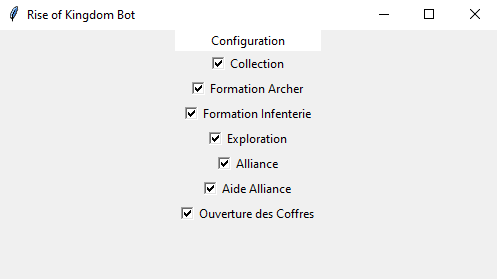 Rise of Kingdom Bot
Configuration
Collection
Formation Archer
Formation Infenterie
Exploration
Alliance
Aide Alliance
Ouverture des Coffres